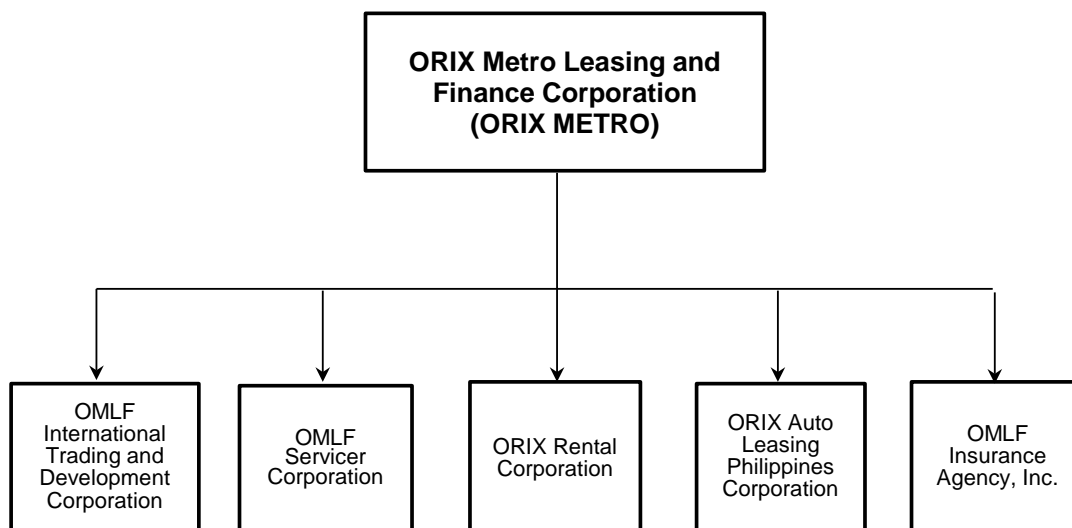 ORIX Metro Leasing and
Finance Corporation
(ORIX METRO)
OMLF
International
Trading and
Development
Corporation
OMLF
Servicer
Corporation
ORIX Rental
Corporation
ORIX Auto
Leasing
Philippines
Corporation
OMLF
Insurance
Agency, Inc.